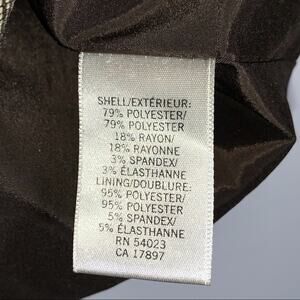 SHELL/EXTÉRIEUR:
79% POLYESTER/
79% POLYESTER
18% RAYON/
18% RAYONNE
3% SPANDEX/
3% ÉLASTHANNE
LINING/DOUBLURE:
95% POLYESTER/
95% POLYESTER
5% SPANDEX/
5% ÉLASTHANNE
RN 54023
CA 17897